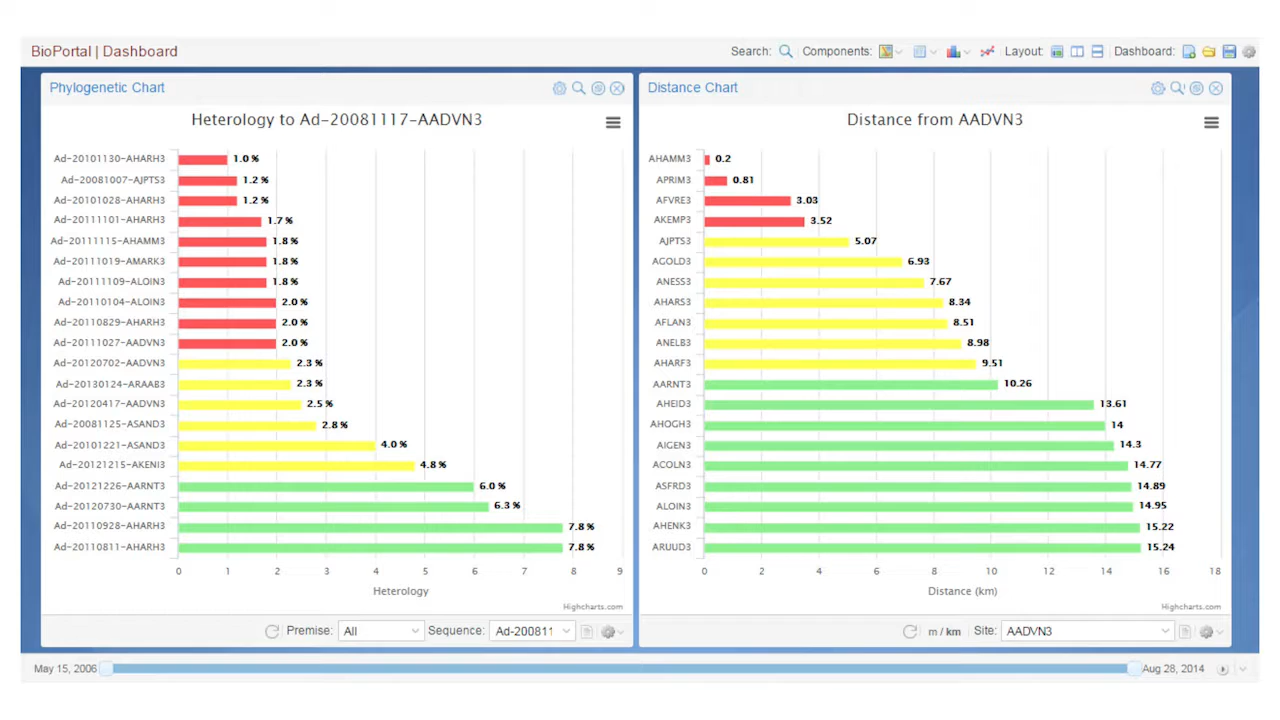 BioPortal | Dashboard
Search: Components: Layout: Dashboard:
Phylogenetic Chart
Heterology to Ad-20081117-AADVN3
Ad-20101130-AHARH3 1.0 %
Ad-20081007-AJPTS3 1.2 %
Ad-20101028-AHARH3 1.2 %
Ad-20111101-AHARH3 1.7 %
Ad-20111115-AHAMM3 1.8 %
Ad-20111019-AMARK3 1.8 %
Ad-20111109-ALOIN3 1.8 %
Ad-20110104-ALOIN3 2.0 %
Ad-20110829-AHARH3 2.0 %
Ad-20111027-AADVN3 2.0 %
Ad-20120702-AADVN3 2.3 %
Ad-20130124-ARAAB3 2.3 %
Ad-20120417-AADVN3 2.5 %
Ad-20081125-ASAND3 2.8 %
Ad-20101221-ASAND3 4.0 %
Ad-20121215-AKENI3 4.8 %
Ad-20121226-AARNT3 6.0 %
Ad-20120730-AARNT3 6.3 %
Ad-20110928-AHARH3 7.8 %
Ad-20110811-AHARH3 7.8 %
0 1 2 3 4 5 6 7 8 9
Heterology
Highcharts.com
Premise: All Sequence: Ad-200811
Distance Chart
Distance from AADVN3
AHAMM3 0.2
APRIM3 0.81
AFVRE3 3.03
AKEMP3 3.52
AJPTS3 5.07
AGOLD3 6.93
ANESS3 7.67
AHARS3 8.34
AFLAN3 8.51
ANELB3 8.98
AHARF3 9.51
AARNT3 10.26
AHEID3 13.61
AHOGH3 14
AIGEN3 14.3
ACOLN3 14.77
ASFRD3 14.89
ALOIN3 14.95
AHENK3 15.22
ARUUD3 15.24
0 2 4 6 8 10 12 14 16 18
Distance (km)
Highcharts.com
m / km Site: AADVN3
May 15, 2006 Aug 28, 2014